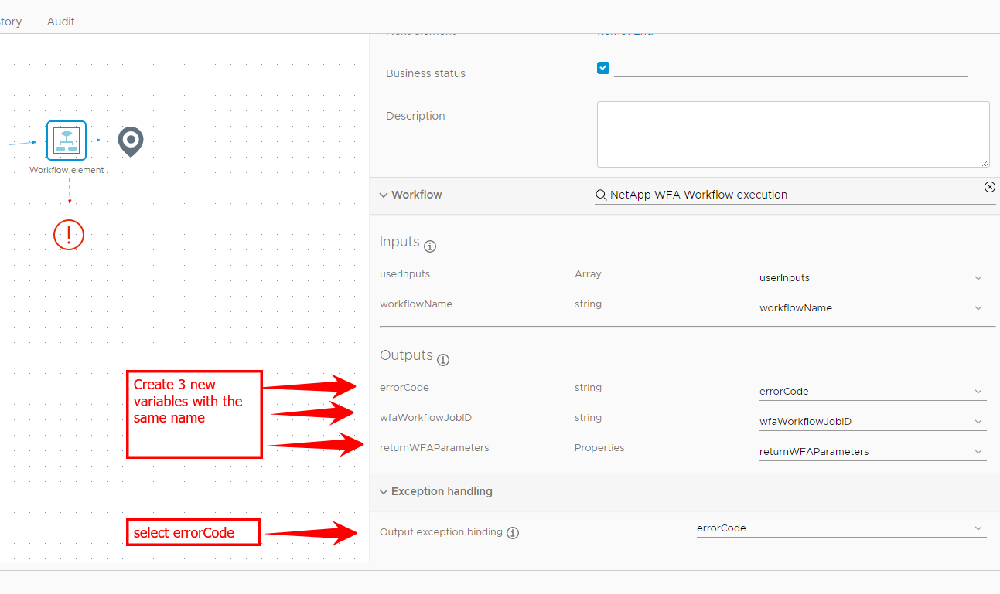 tory Audit
Business status
Description
Workflow element .
Workflow
NetApp WFA Workflow execution
Inputs
userInputs Array userInputs
workflowName string workflowName
Outputs
Create 3 new
variables with the
same name
errorCode string errorCode
wfaWorkflowJobID string wfaWorkflowJobID
returnWFAParameters Properties returnWFAParameters
Exception handling
select errorCode
Output exception binding errorCode